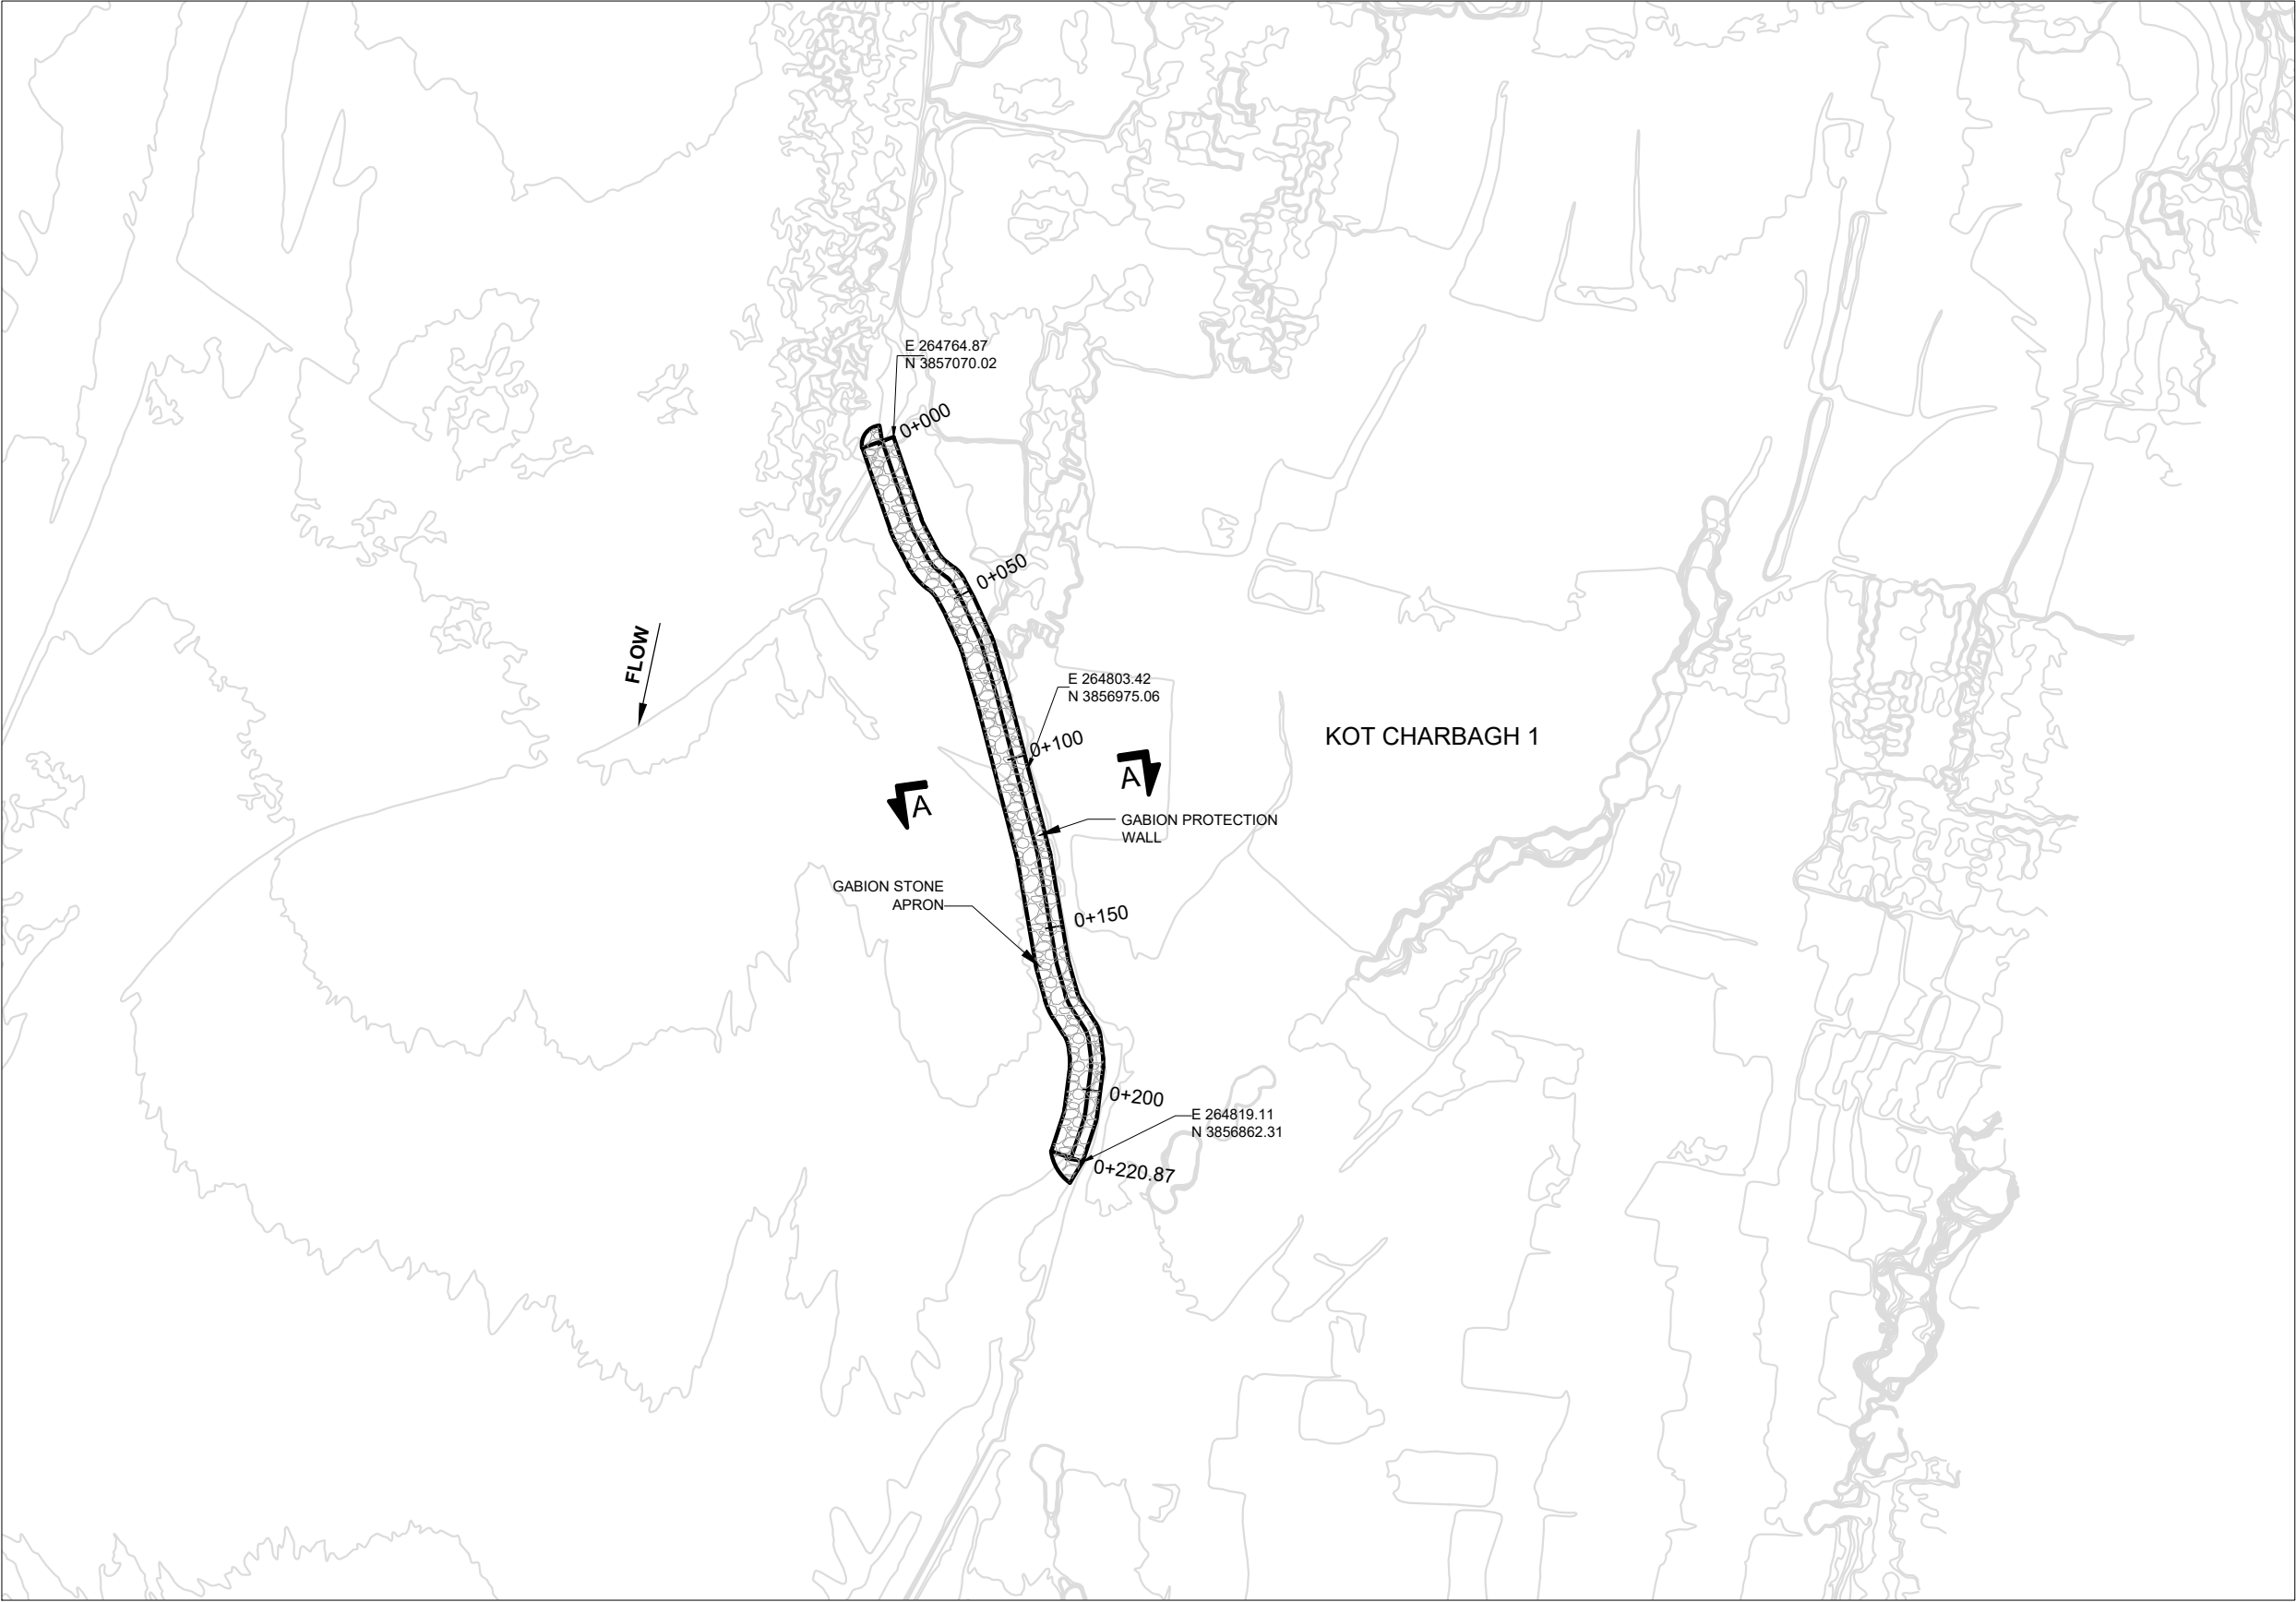 E 264764.87
N 3857070.02
0+000
0+050
FLOW
E 264803.42
N 3856975.06
0+100
KOT CHARBAGH 1
A
A
GABION PROTECTION
WALL
GABION STONE
APRON
0+150
0+200
E 264819.11
N 3856862.31
0+220.87